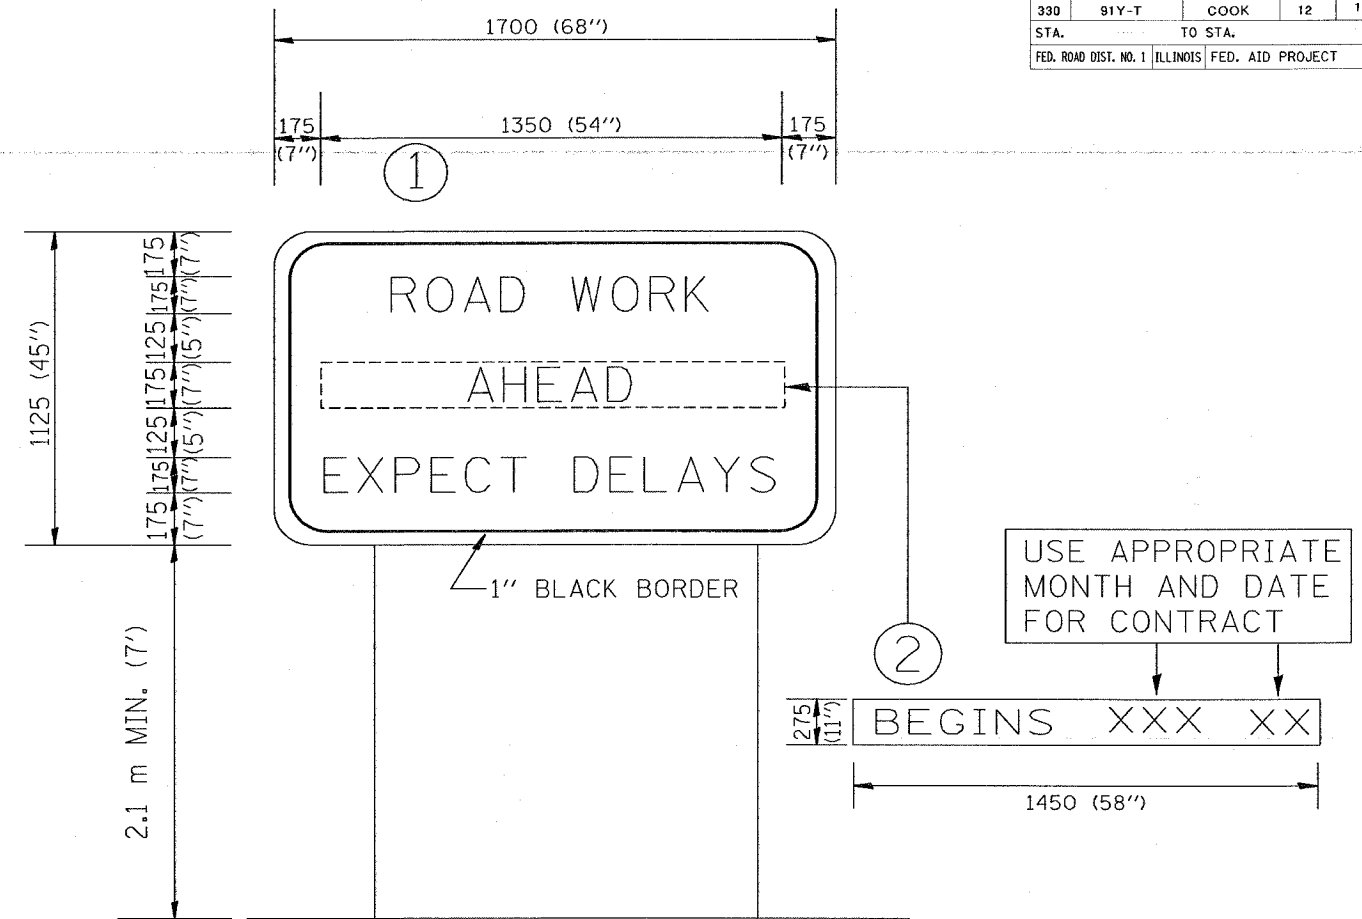 330 91Y-T COOK 12 1
STA. TO STA.
FED. ROAD DIST. NO. 1 ILLINOIS FED. AID PROJECT
1700 (68")
175 (7")
1350 (54")
175 (7")
1
1125 (45")
175 (7")
175 (7")
125 (5")
175 (7")
125 (5")
175 (7")
175 (7")
ROAD WORK
AHEAD
EXPECT DELAYS
1" BLACK BORDER
2.1 m MIN. (7')
2
USE APPROPRIATE
MONTH AND DATE
FOR CONTRACT
275 (11")
BEGINS XXX XX
1450 (58")